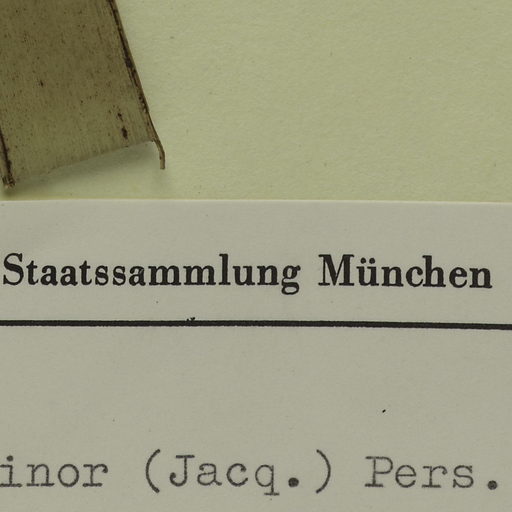 Staatssammlung München
inor (Jacq.) Pers.